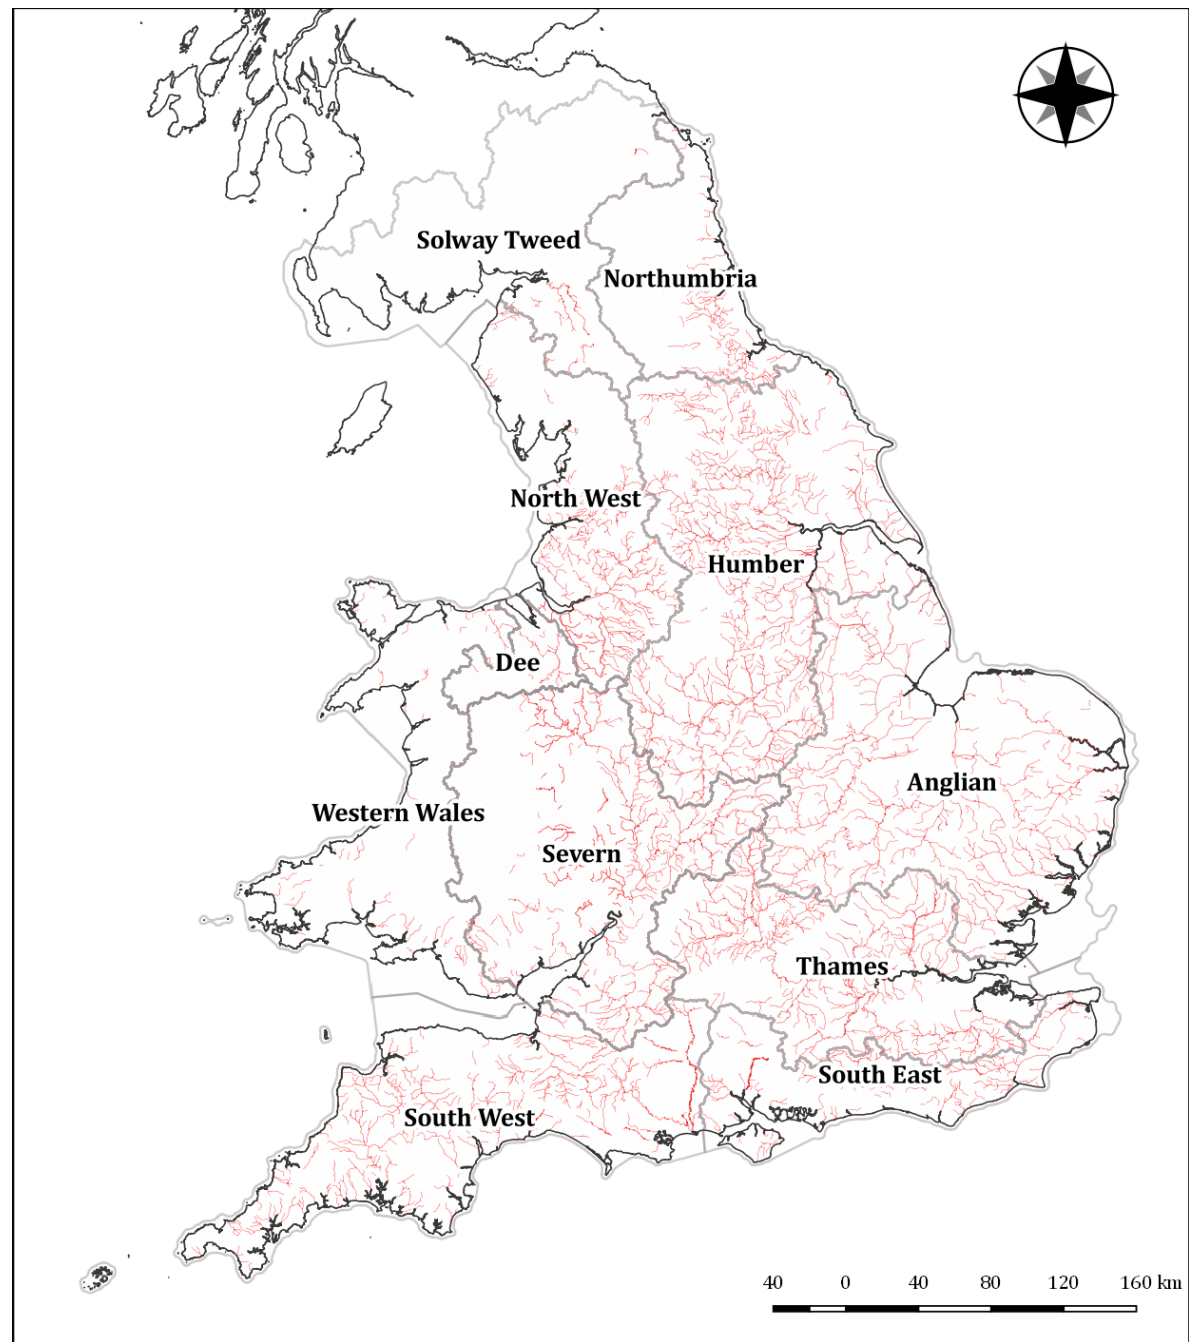 Solway Tweed
Northumbria
North West
Humber
Dee
Anglian
Western Wales
Severn
Thames
South East
South West
40 0 40 80 120 160 km